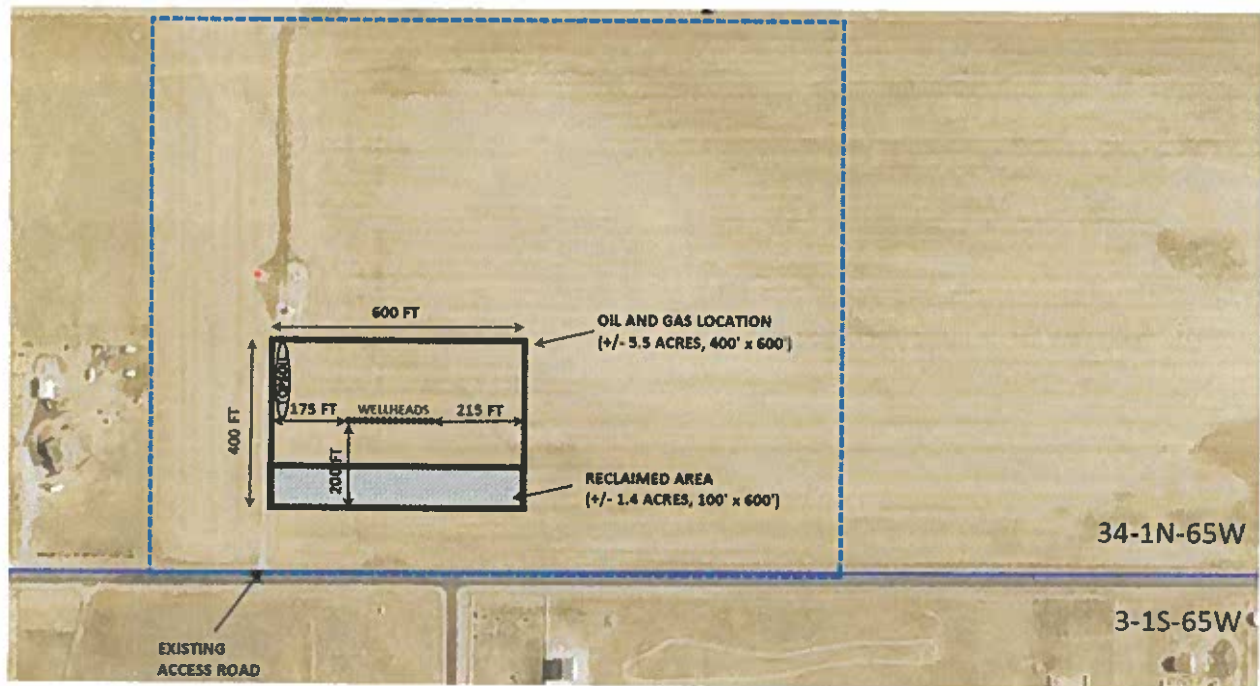 600 FT
OIL AND GAS LOCATION
(+/- 5.5 ACRES, 400' x 600')
400 FT
175 FT
WELLHEADS
215 FT
200 FT
RECLAIMED AREA
(+/- 1.4 ACRES, 100' x 600')
34-1N-65W
3-1S-65W
EXISTING
ACCESS ROAD